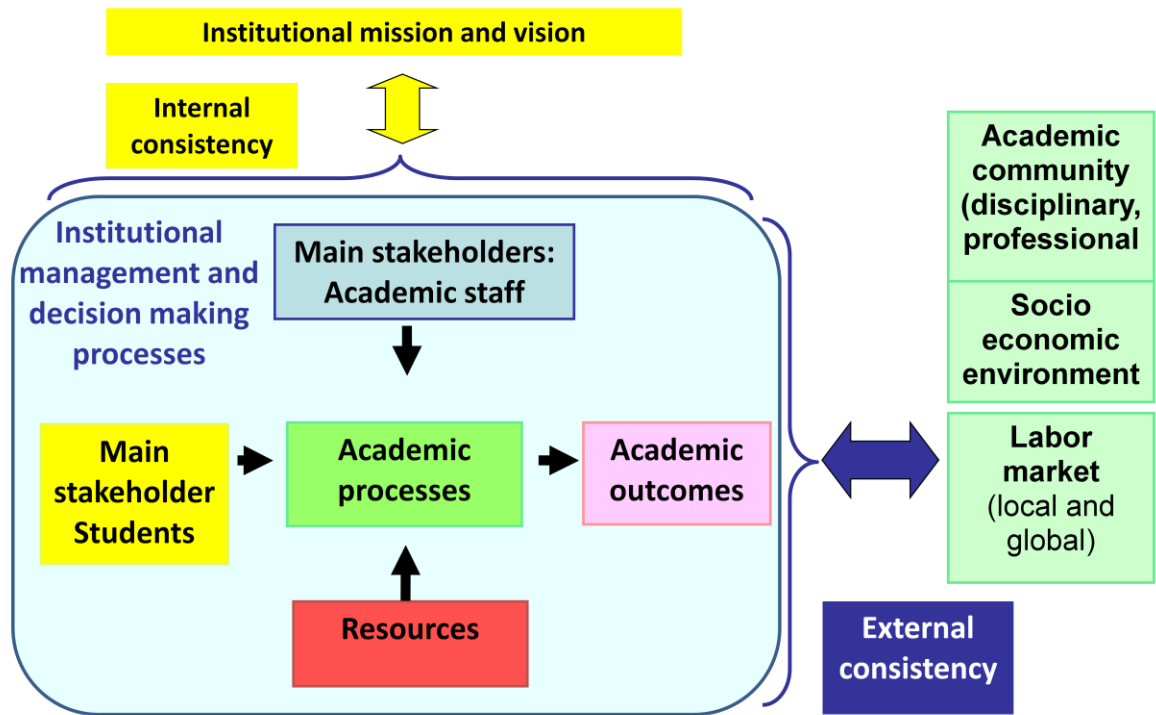 Institutional mission and vision
Internal
consistency
Institutional
management and
decision making
processes
Main stakeholders:
Academic staff
Main
stakeholder
Students
Academic
processes
Academic
outcomes
Resources
Academic
community
(disciplinary,
professional
Socio
economic
environment
Labor
market
(local and
global)
External
consistency